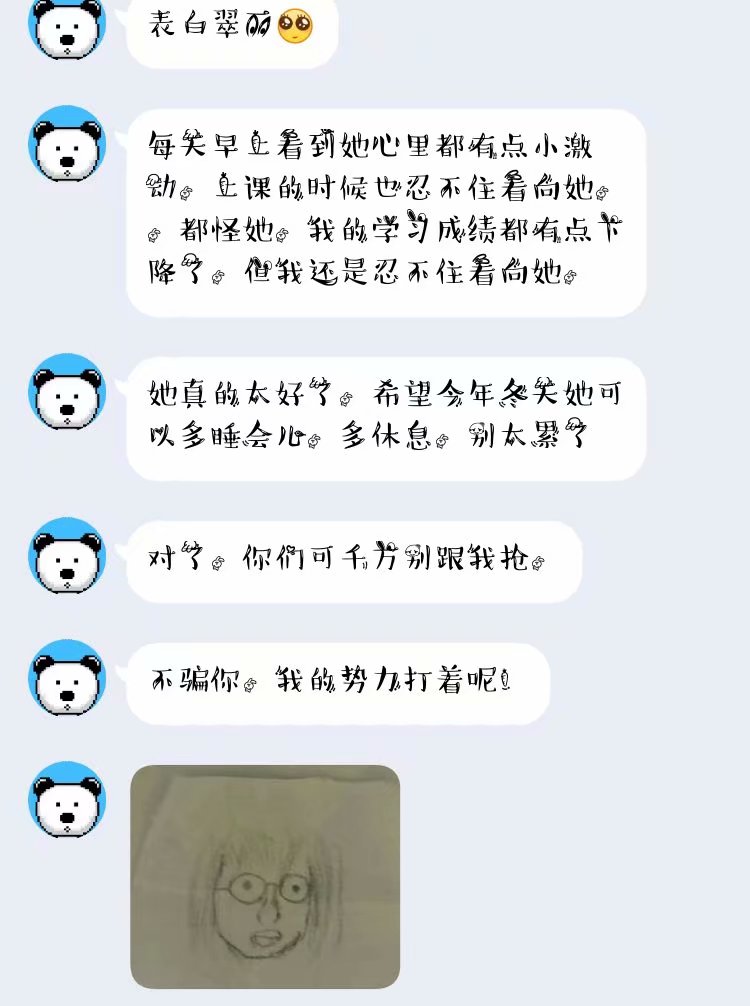 表白翠丽🥺
每天早上看到她心里都有点小激
动。上课的时候也忍不住看向她。
。都怪她。我的学习成绩都有点下
降了。但我还是忍不住看向她。
她真的太好了。希望今年冬天她可
以多睡会儿。多休息。别太累了
对了。你们可千万别跟我抢。
不骗你。我的势力打着呢！